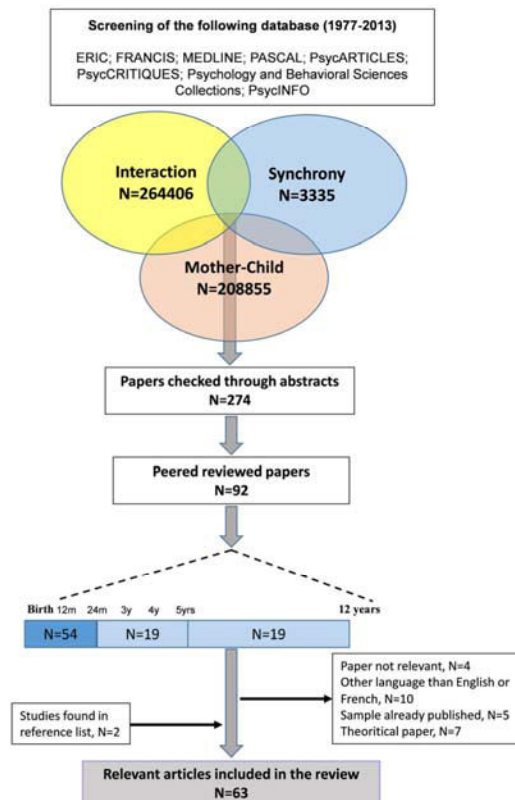 Screening of the following database (1977-2013)
ERIC; FRANCIS; MEDLINE; PASCAL; PsycARTICLES;
PsycCRITIQUES; Psychology and Behavioral Sciences
Collections; PsycINFO
Interaction
N=264406
Synchrony
N=3335
Mother-Child
N=208855
Papers checked through abstracts
N=274
Peered reviewed papers
N=92
Birth 12m 24m 3y 4y 5yrs 12 years
N=54 N=19 N=19
Paper not relevant, N=4
Other language than English or
French, N=10
Sample already published, N=5
Theoritical paper, N=7
Studies found in
reference list, N=2
Relevant articles included in the review
N=63